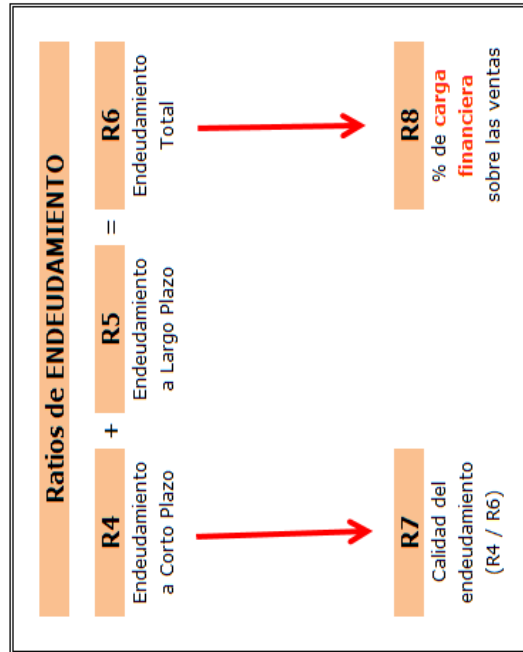 Ratios de ENDEUDAMIENTO
R4 + R5 = R6
Endeudamiento a Corto Plazo
Endeudamiento a Largo Plazo
Endeudamiento Total
R7
Calidad del
endeudamiento
(R4 / R6)
R8
% de carga
financiera
sobre las ventas